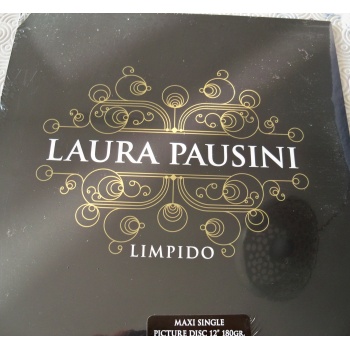 LAURA PAUSINI
LIMPIDO
MAXI SINGLE
PICTURE DISC 12" 180GR.